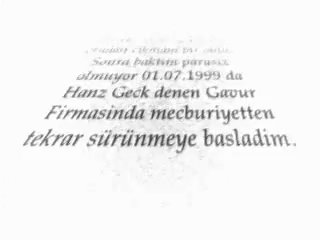 Sonra baktim parasiz
olmuyor 01.07.1999 da
Hanz Geck denen Gavur
Firmasinda mecburiyetten
tekrar sürünmeye basladim.